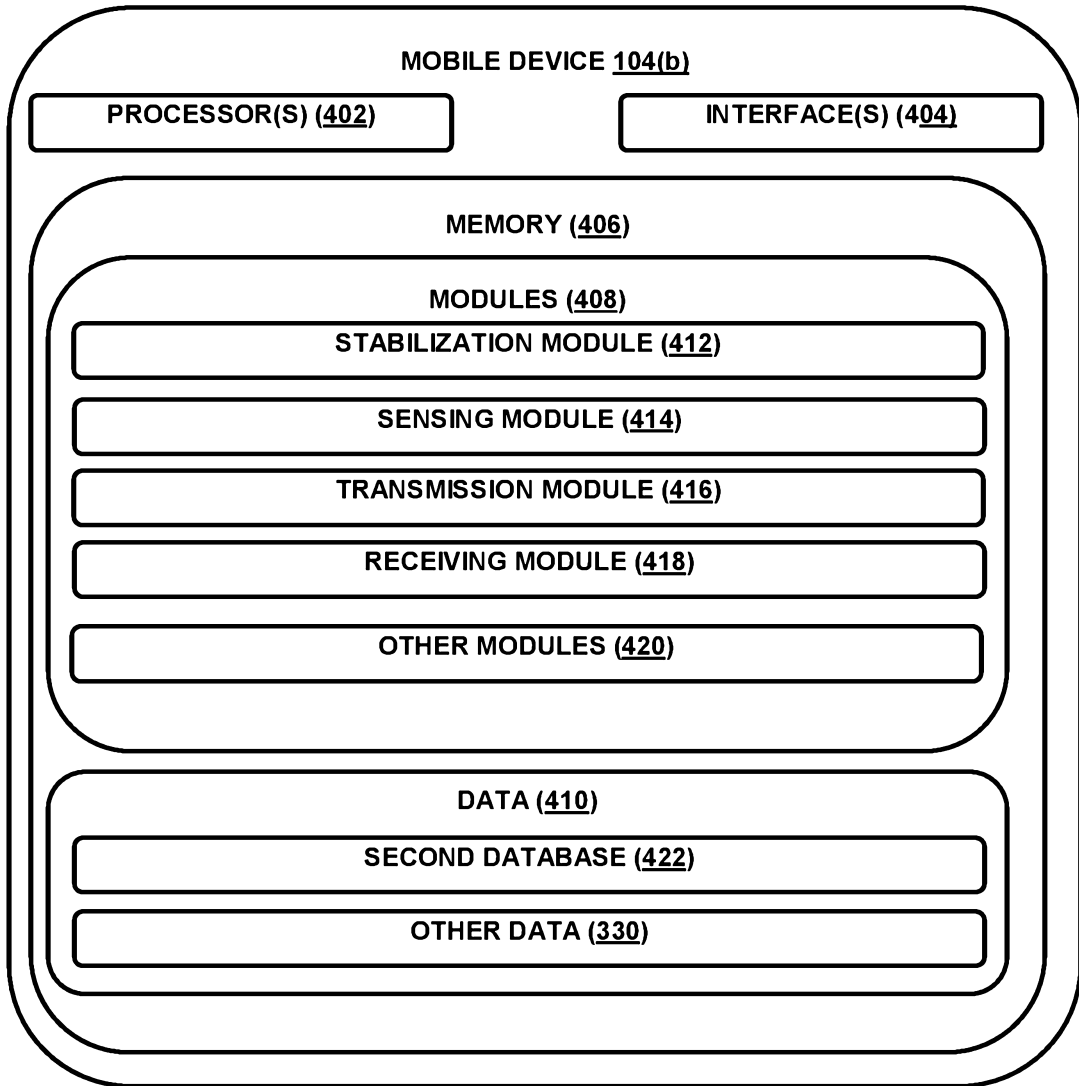 MOBILE DEVICE 104(b)
PROCESSOR(S) (402)
INTERFACE(S) (404)
MEMORY (406)
MODULES (408)
STABILIZATION MODULE (412)
SENSING MODULE (414)
TRANSMISSION MODULE (416)
RECEIVING MODULE (418)
OTHER MODULES (420)
DATA (410)
SECOND DATABASE (422)
OTHER DATA (330)